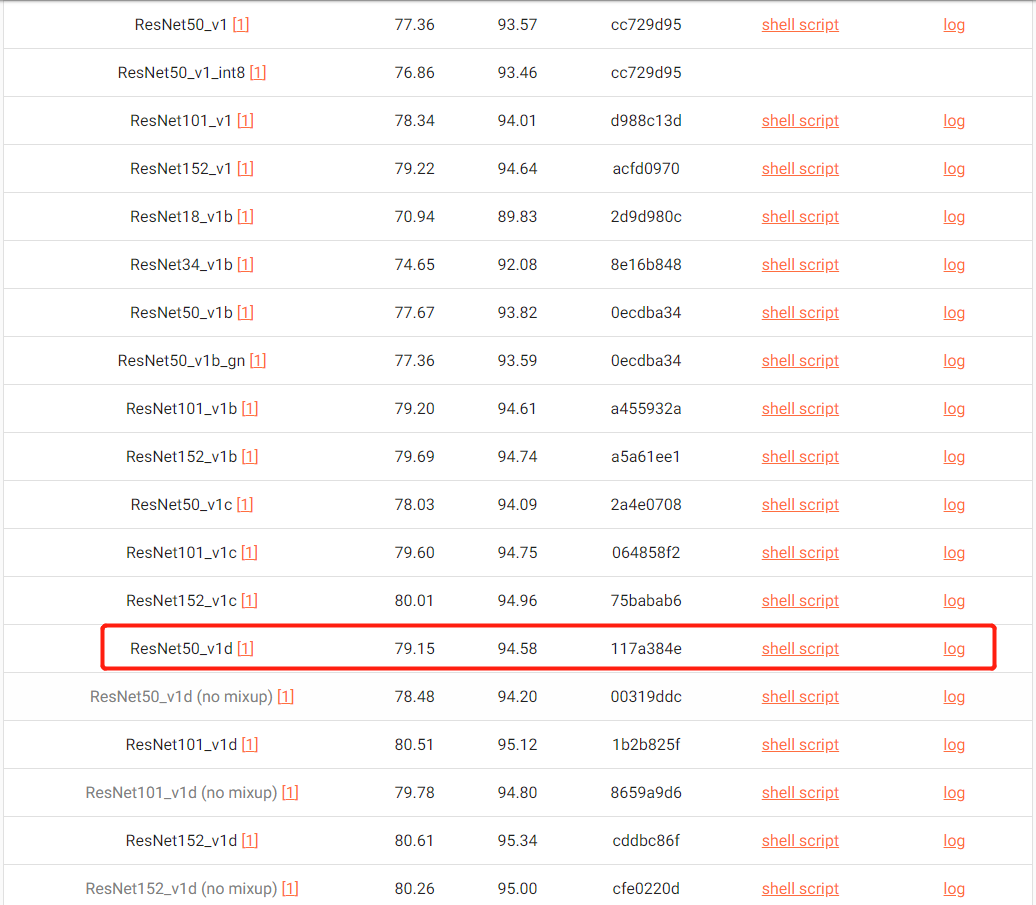 ResNet50_v1 [1] 77.36 93.57 cc729d95 shell script log
ResNet50_v1_int8 [1] 76.86 93.46 cc729d95
ResNet101_v1 [1] 78.34 94.01 d988c13d shell script log
ResNet152_v1 [1] 79.22 94.64 acfd0970 shell script log
ResNet18_v1b [1] 70.94 89.83 2d9d980c shell script log
ResNet34_v1b [1] 74.65 92.08 8e16b848 shell script log
ResNet50_v1b [1] 77.67 93.82 0ecdba34 shell script log
ResNet50_v1b_gn [1] 77.36 93.59 0ecdba34 shell script log
ResNet101_v1b [1] 79.20 94.61 a455932a shell script log
ResNet152_v1b [1] 79.69 94.74 a5a61ee1 shell script log
ResNet50_v1c [1] 78.03 94.09 2a4e0708 shell script log
ResNet101_v1c [1] 79.60 94.75 064858f2 shell script log
ResNet152_v1c [1] 80.01 94.96 75babab6 shell script log
ResNet50_v1d [1] 79.15 94.58 117a384e shell script log
ResNet50_v1d (no mixup) [1] 78.48 94.20 00319ddc shell script log
ResNet101_v1d [1] 80.51 95.12 1b2b825f shell script log
ResNet101_v1d (no mixup) [1] 79.78 94.80 8659a9d6 shell script log
ResNet152_v1d [1] 80.61 95.34 cddbc86f shell script log
ResNet152_v1d (no mixup) [1] 80.26 95.00 cfe0220d shell script log